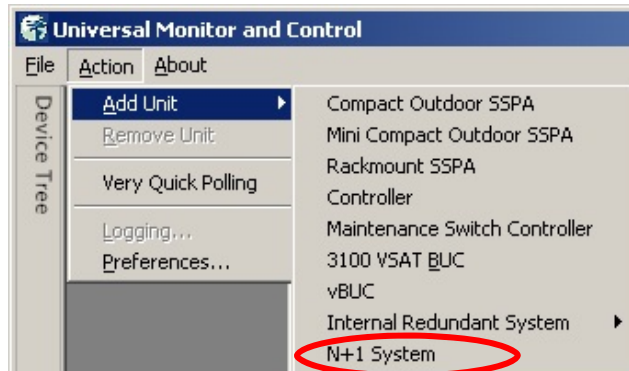 Universal Monitor and Control
File Action About
Device Tree
Add Unit
Remove Unit
Very Quick Polling
Logging...
Preferences...
Compact Outdoor SSPA
Mini Compact Outdoor SSPA
Rackmount SSPA
Controller
Maintenance Switch Controller
3100 VSAT BUC
vBUC
Internal Redundant System
N+1 System